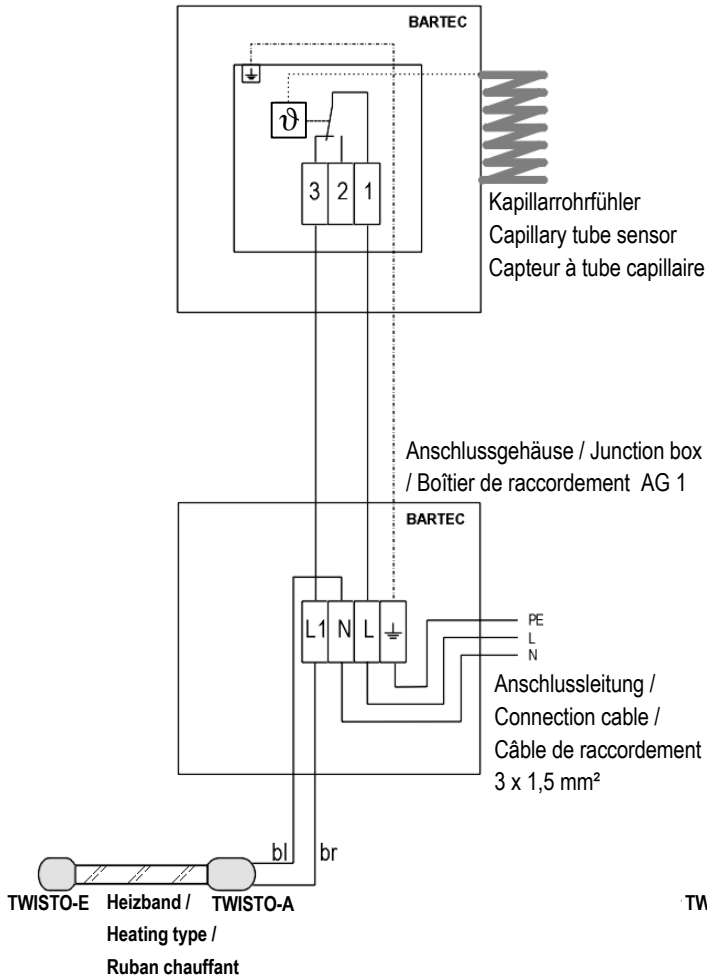 BARTEC
ϑ
3 2 1
Kapillarrohrfühler
Capillary tube sensor
Capteur à tube capillaire
Anschlussgehäuse / Junction box
/ Boîtier de raccordement AG 1
BARTEC
L1 N L
PE
L
N
Anschlussleitung /
Connection cable /
Câble de raccordement
3 x 1,5 mm²
bl br
TWISTO-E Heizband / TWISTO-A
Heating type /
Ruban chauffant
TW